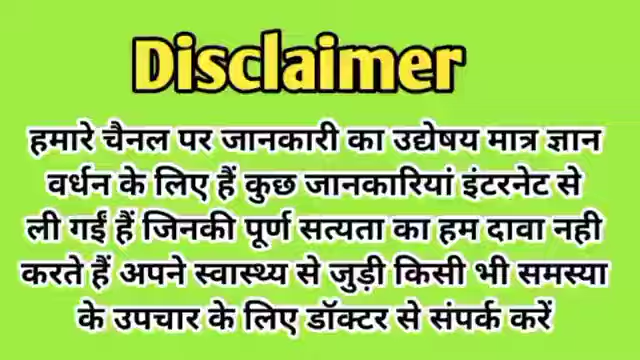 Disclaimer
हमारे चैनल पर जानकारी का उद्येषय मात्र ज्ञान
वर्धन के लिए हैं कुछ जानकारियां इंटरनेट से
ली गईं हैं जिनकी पूर्ण सत्यता का हम दावा नही
करते हैं अपने स्वास्थ्य से जुड़ी किसी भी समस्या
के उपचार के लिए डॉक्टर से संपर्क करें